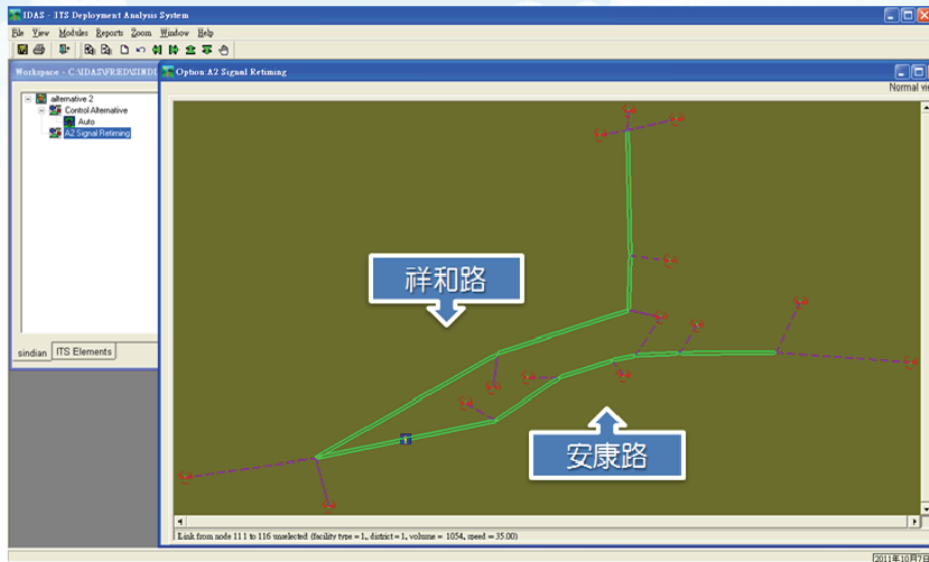 IDAS - ITS Deployment Analysis System
File View Modules Reports Zoom Window Help
Workspace - C:\IDAS\FRIED\SINDI
Option:A2 Signal Retiming
Normal vie
alternative 2
Control Alternative
Auto
A2 Signal Retiming
祥和路
安康路
sindian
ITS Elements
Link from node 111 to 116 unselected (facility type = 1, district = 1, volume = 1054, speed = 35.00)
2011年10月7日